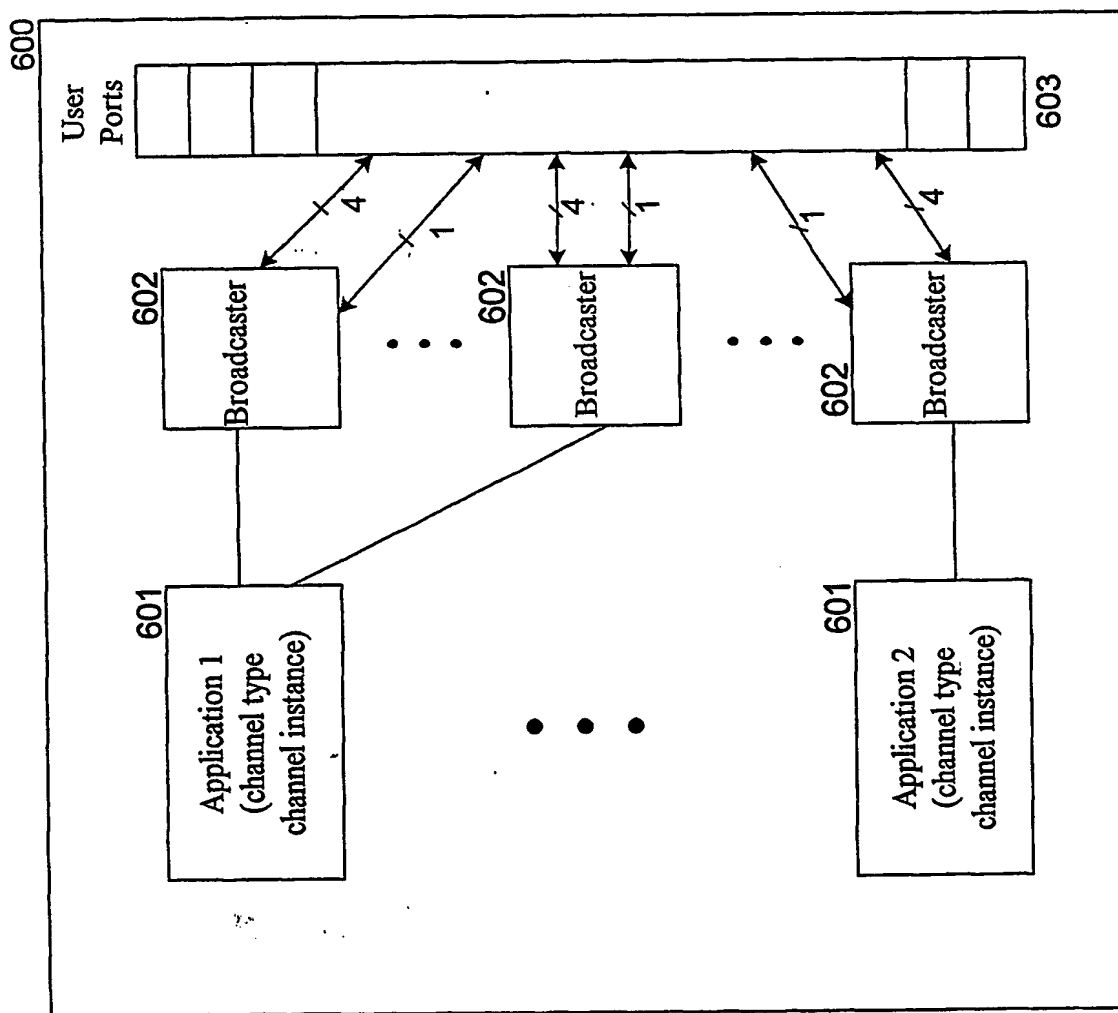 600
User
Ports
603
4
1
4
1
1
4
602
Broadcaster
602
Broadcaster
602
Broadcaster
601
Application 1
(channel type
channel instance)
601
Application 2
(channel type
channel instance)